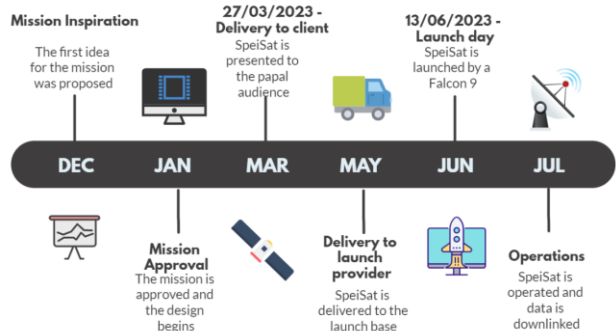 Mission Inspiration
The first idea
for the mission
was proposed
27/03/2023 -
Delivery to client
SpeiSat is
presented to
the papal
audience
13/06/2023 -
Launch day
SpeiSat is
launched by a
Falcon 9
DEC JAN MAR MAY JUN JUL
Mission
Approval
The mission is
approved and
the design
begins
Delivery to
launch
provider
SpeiSat is
delivered to the
launch base
Operations
SpeiSat is
operated and
data is
downlinked